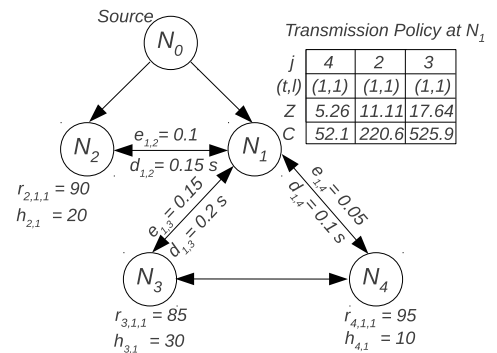 Source
Transmission Policy at N1
N0
j 4 2 3
(t,l) (1,1) (1,1) (1,1)
Z 5.26 11.11 17.64
C 52.1 220.6 525.9
N2
e1,2= 0.1
d1,2= 0.15 s
N1
r2,1,1 = 90
h2,1 = 20
e1,3= 0.15
d1,3= 0.2 s
e1,4= 0.05
d1,4= 0.1 s
N3
N4
r3,1,1 = 85
h3,1 = 30
r4,1,1 = 95
h4,1 = 10